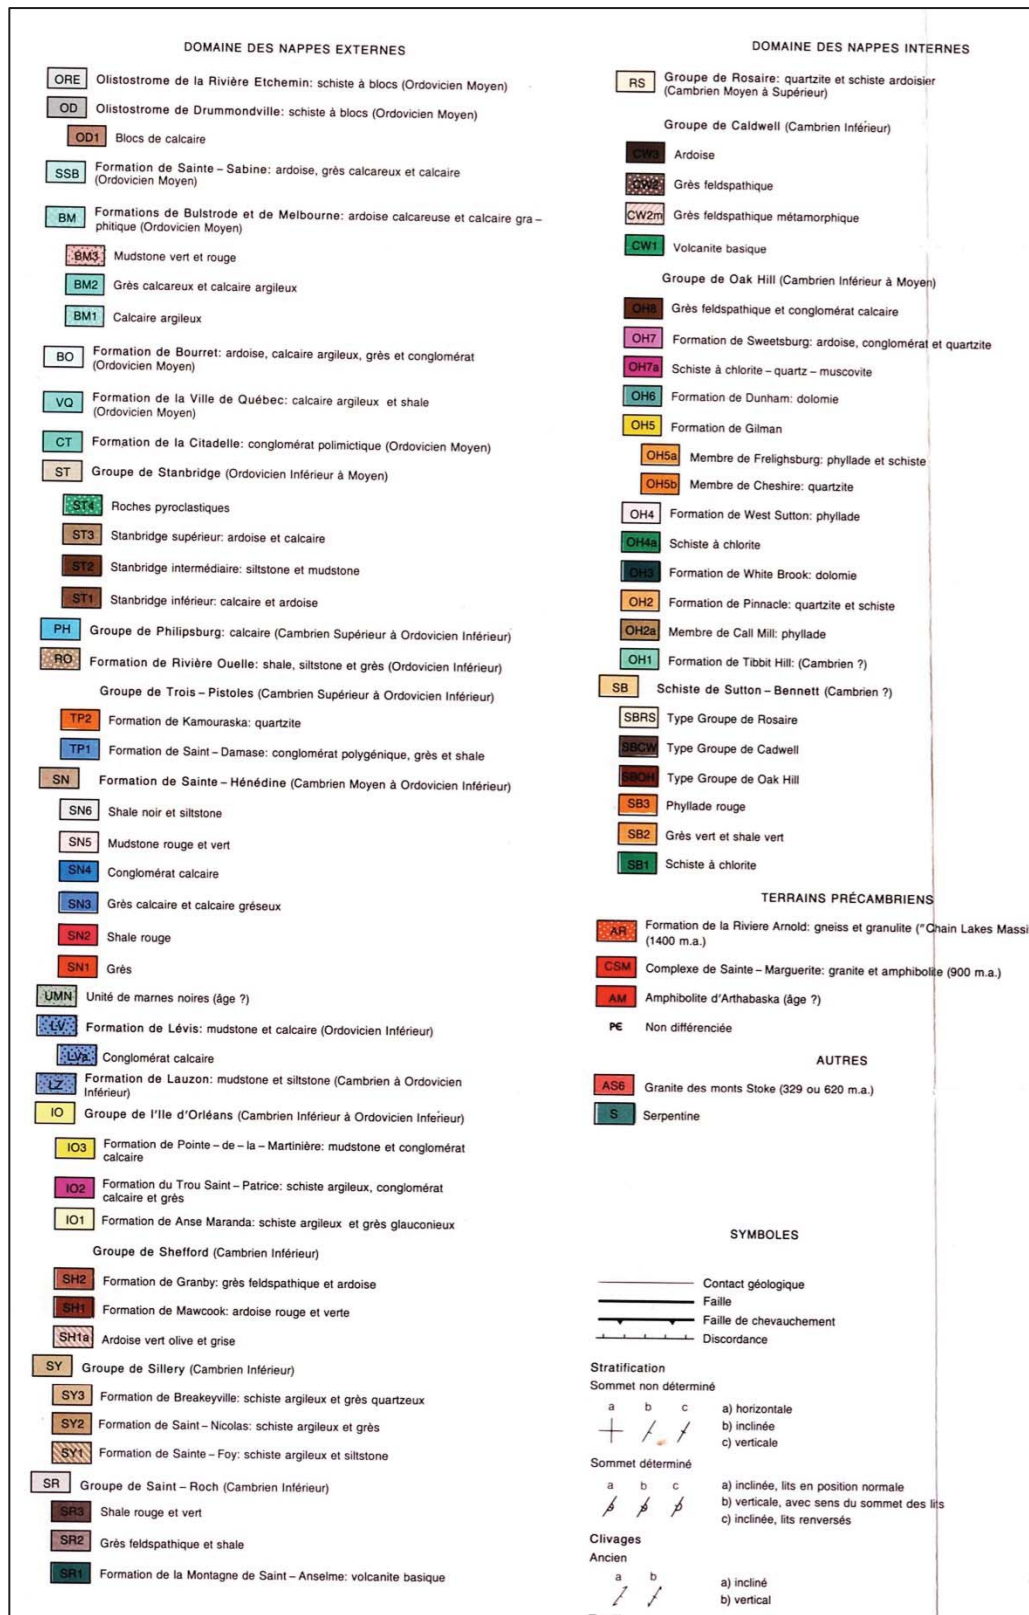 DOMAINE DES NAPPES EXTERNES
ORE Olistostrome de la Rivière Etchemin: schiste à blocs (Ordovicien Moyen)
OD Olistostrome de Drummondville: schiste à blocs (Ordovicien Moyen)
OD1 Blocs de calcaire
SSB Formation de Sainte-Sabine: ardoise, grès calcareux et calcaire
(Ordovicien Moyen)
BM Formations de Bulstrode et de Melbourne: ardoise calcareuse et calcaire gra-
phitique (Ordovicien Moyen)
BM3 Mudstone vert et rouge
BM2 Grès calcareux et calcaire argileux
BM1 Calcaire argileux
BO Formation de Bourret: ardoise, calcaire argileux, grès et conglomérat
(Ordovicien Moyen)
VQ Formation de la Ville de Québec: calcaire argileux et shale
(Ordovicien Moyen)
CT Formation de la Citadelle: conglomérat polimictique (Ordovicien Moyen)
ST Groupe de Stanbridge (Ordovicien Inférieur à Moyen)
ST4 Roches pyroclastiques
ST3 Stanbridge supérieur: ardoise et calcaire
ST2 Stanbridge intermédiaire: siltstone et mudstone
ST1 Stanbridge inférieur: calcaire et ardoise
PH Groupe de Philipsburg: calcaire (Cambrien Supérieur à Ordovicien Inférieur)
RO Formation de Rivière Ouelle: shale, siltstone et grès (Ordovicien Inférieur)
Groupe de Trois-Pistoles (Cambrien Supérieur à Ordovicien Inférieur)
TP2 Formation de Kamouraska: quartzite
TP1 Formation de Saint-Damase: conglomérat polygénique, grès et shale
SN Formation de Sainte-Hénédine (Cambrien Moyen à Ordovicien Inférieur)
SN6 Shale noir et siltstone
SN5 Mudstone rouge et vert
SN4 Conglomérat calcaire
SN3 Grès calcaire et calcaire gréseux
SN2 Shale rouge
SN1 Grès
UMN Unité de marnes noires (âge ?)
LV Formation de Lévis: mudstone et calcaire (Ordovicien Inférieur)
LVa Conglomérat calcaire
LZ Formation de Lauzon: mudstone et siltstone (Cambrien à Ordovicien
Inférieur)
IO Groupe de l'Ile d'Orléans (Cambrien Inférieur à Ordovicien Inferieur)
IO3 Formation de Pointe-de-la-Martinière: mudstone et conglomérat
calcaire
IO2 Formation du Trou Saint-Patrice: schiste argileux, conglomérat
calcaire et grès
IO1 Formation de Anse Maranda: schiste argileux et grès glauconieux
Groupe de Shefford (Cambrien Inférieur)
SH2 Formation de Granby: grès feldspathique et ardoise
SH1 Formation de Mawcook: ardoise rouge et verte
SH1a Ardoise vert olive et grise
SY Groupe de Sillery (Cambrien Inférieur)
SY3 Formation de Breakeyville: schiste argileux et grès quartzeux
SY2 Formation de Saint-Nicolas: schiste argileux et grès
SY1 Formation de Sainte-Foy: schiste argileux et siltstone
SR Groupe de Saint-Roch (Cambrien Inférieur)
SR3 Shale rouge et vert
SR2 Grès feldspathique et shale
SR1 Formation de la Montagne de Saint-Anselme: volcanite basique
DOMAINE DES NAPPES INTERNES
RS Groupe de Rosaire: quartzite et schiste ardoisier
(Cambrien Moyen à Supérieur)
Groupe de Caldwell (Cambrien Inférieur)
CW3 Ardoise
CW2 Grès feldspathique
CW2m Grès feldspathique métamorphique
CW1 Volcanite basique
Groupe de Oak Hill (Cambrien Inférieur à Moyen)
OH8 Grès feldspathique et conglomérat calcaire
OH7 Formation de Sweetsburg: ardoise, conglomérat et quartzite
OH7a Schiste à chlorite-quartz-muscovite
OH6 Formation de Dunham: dolomie
OH5 Formation de Gilman
OH5a Membre de Frelighsburg: phyllade et schiste
OH5b Membre de Cheshire: quartzite
OH4 Formation de West Sutton: phyllade
OH4a Schiste à chlorite
OH3 Formation de White Brook: dolomie
OH2 Formation de Pinnacle: quartzite et schiste
OH2a Membre de Call Mill: phyllade
OH1 Formation de Tibbit Hill: (Cambrien ?)
SB Schiste de Sutton-Bennett (Cambrien ?)
SBRS Type Groupe de Rosaire
SBCW Type Groupe de Cadwell
SBOH Type Groupe de Oak Hill
SB3 Phyllade rouge
SB2 Grès vert et shale vert
SB1 Schiste à chlorite
TERRAINS PRÉCAMBRIENS
AR Formation de la Riviere Arnold: gneiss et granulite ("Chain Lakes Massi
(1400 m.a.)
CSM Complexe de Sainte-Marguerite: granite et amphibolite (900 m.a.)
AM Amphibolite d'Arthabaska (âge ?)
P€ Non différenciée
AUTRES
AS6 Granite des monts Stoke (329 ou 620 m.a.)
S Serpentine
SYMBOLES
Contact géologique
Faille
Faille de chevauchement
Discordance
Stratification
Sommet non déterminé
a b c a) horizontale
b) inclinée
c) verticale
Sommet déterminé
a b c a) inclinée, lits en position normale
b) verticale, avec sens du sommet des lits
c) inclinée, lits renversés
Clivages
Ancien
a b a) incliné
b) vertical